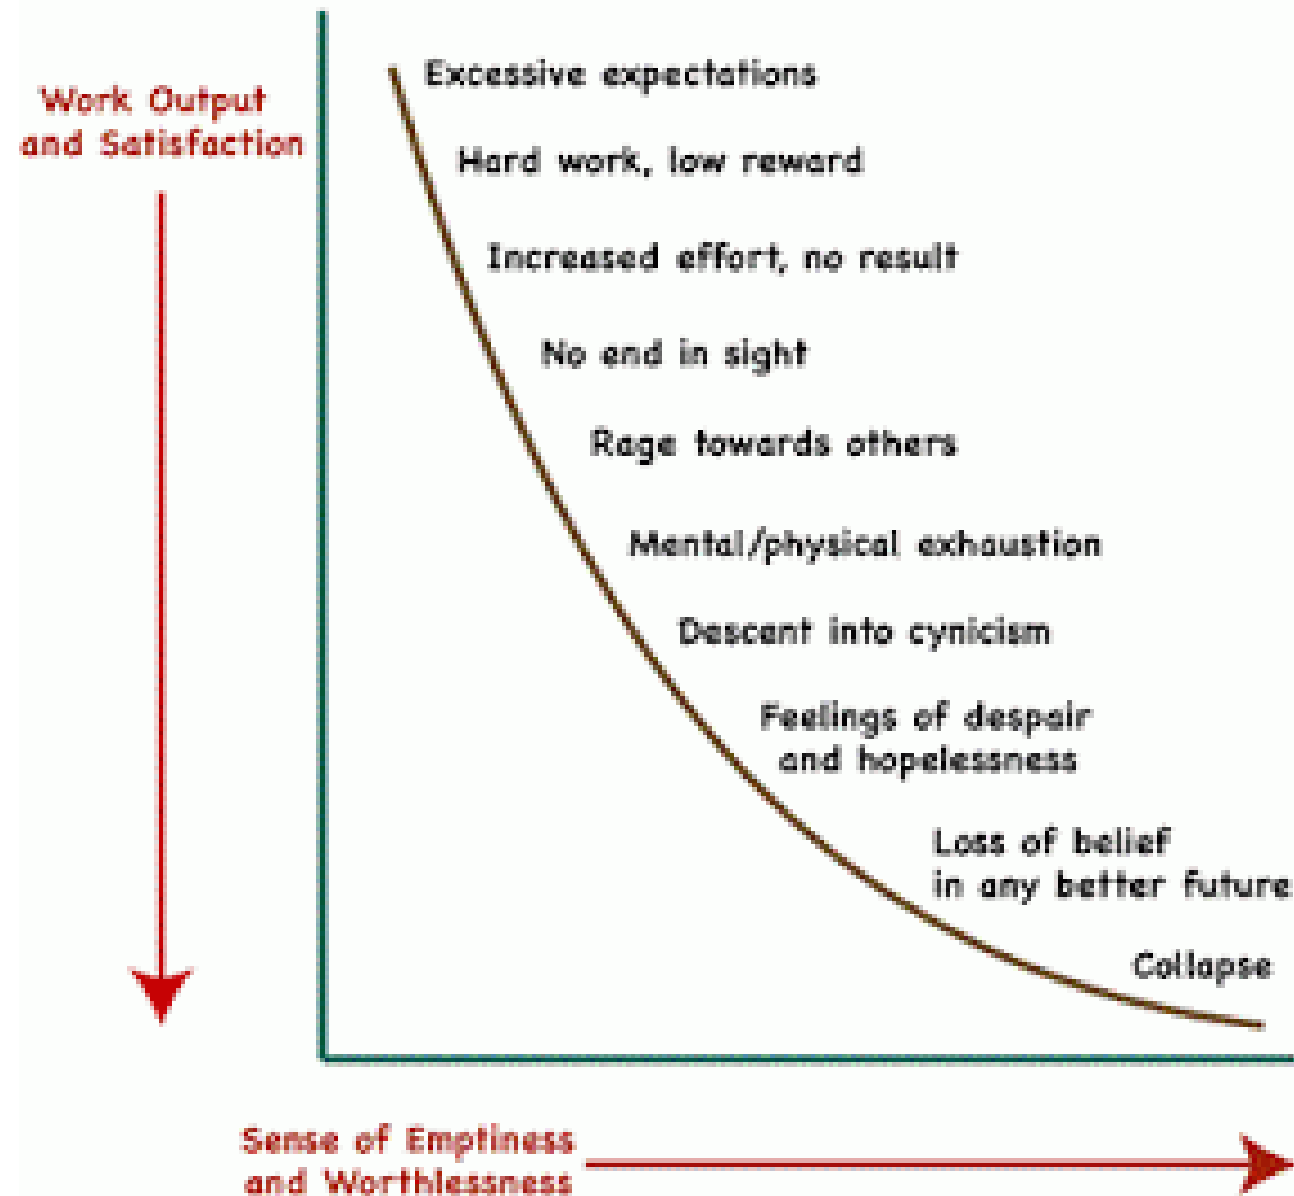 Work Output
and Satisfaction
Excessive expectations
Hard work, low reward
Increased effort, no result
No end in sight
Rage towards others
Mental/physical exhaustion
Descent into cynicism
Feelings of despair
and hopelessness
Loss of belief
in any better future
Collapse
Sense of Emptiness
and Worthlessness